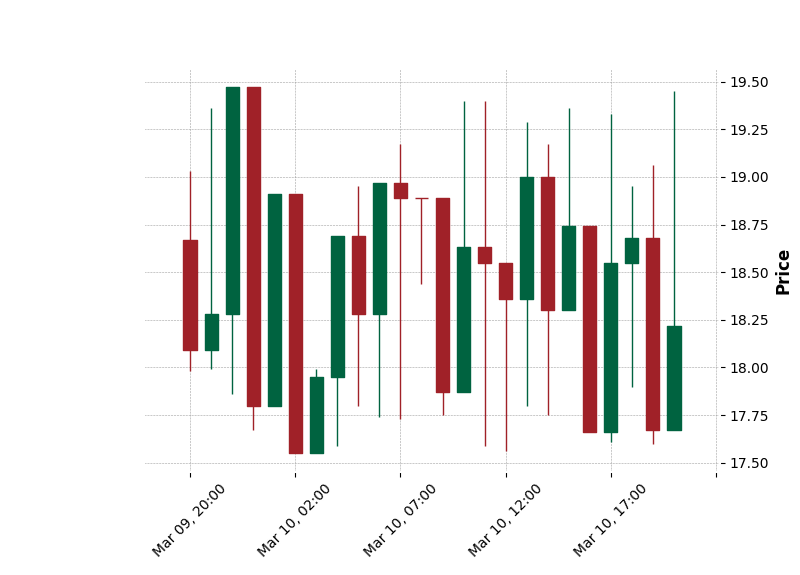 19.50
19.25
19.00
18.75
18.50
18.25
18.00
17.75
17.50
Price
Mar 09, 20:00
Mar 10, 02:00
Mar 10, 07:00
Mar 10, 12:00
Mar 10, 17:00